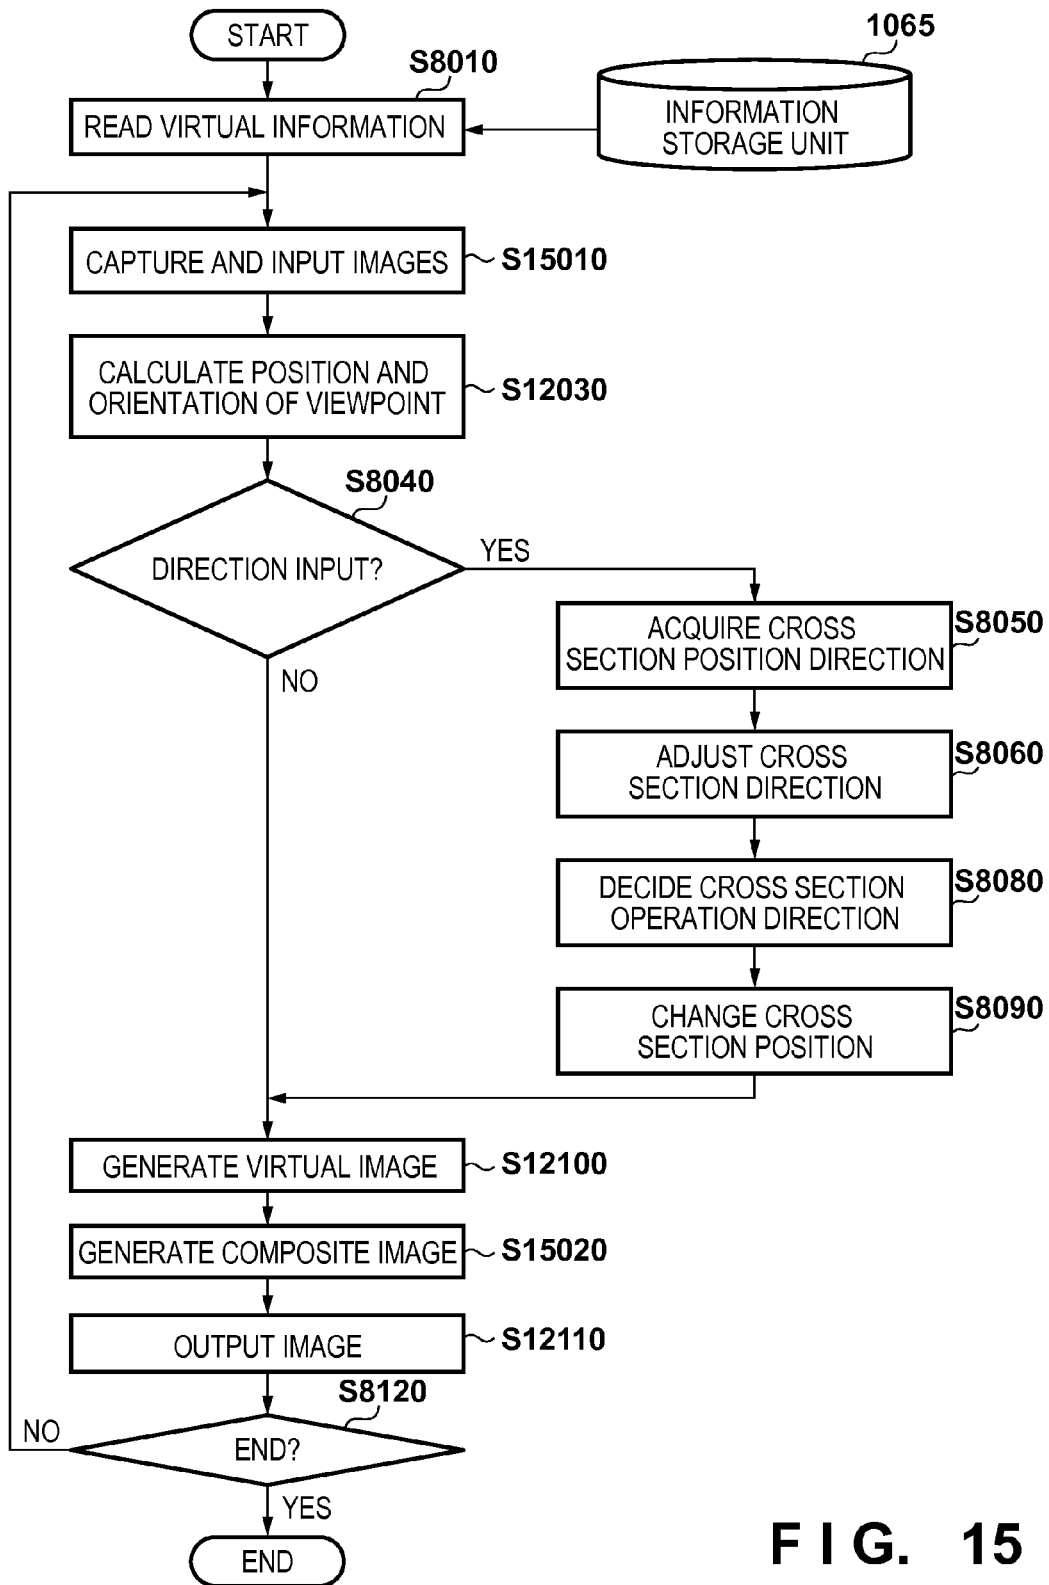 START
S8010
1065
READ VIRTUAL INFORMATION
INFORMATION
STORAGE UNIT
CAPTURE AND INPUT IMAGES
S15010
CALCULATE POSITION AND
ORIENTATION OF VIEWPOINT
S12030
S8040
DIRECTION INPUT?
YES
NO
ACQUIRE CROSS
SECTION POSITION DIRECTION
S8050
ADJUST CROSS
SECTION DIRECTION
S8060
DECIDE CROSS SECTION
OPERATION DIRECTION
S8080
CHANGE CROSS
SECTION POSITION
S8090
GENERATE VIRTUAL IMAGE
S12100
GENERATE COMPOSITE IMAGE
S15020
OUTPUT IMAGE
S12110
S8120
NO
END?
YES
END
FIG. 15